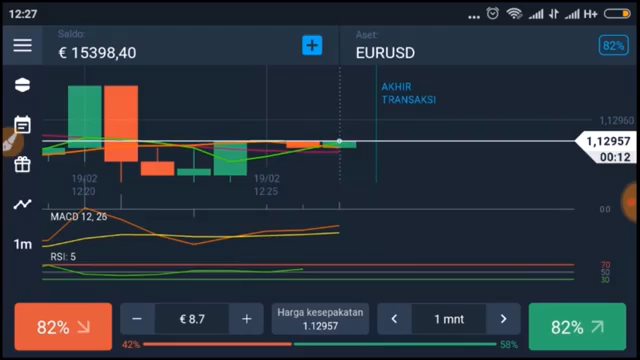 12:27
H+
Saldo:
€ 15398,40
Aset:
EURUSD
82%
AKHIR
TRANSAKSI
1,12960
1,12957
00:12
19/02
12:20
19/02
12:25
MACD 12, 26
0.0
1m
RSI: 5
70
50
30
82%
€ 8.7
Harga kesepakatan
1.12957
1 mnt
82%
42%
58%